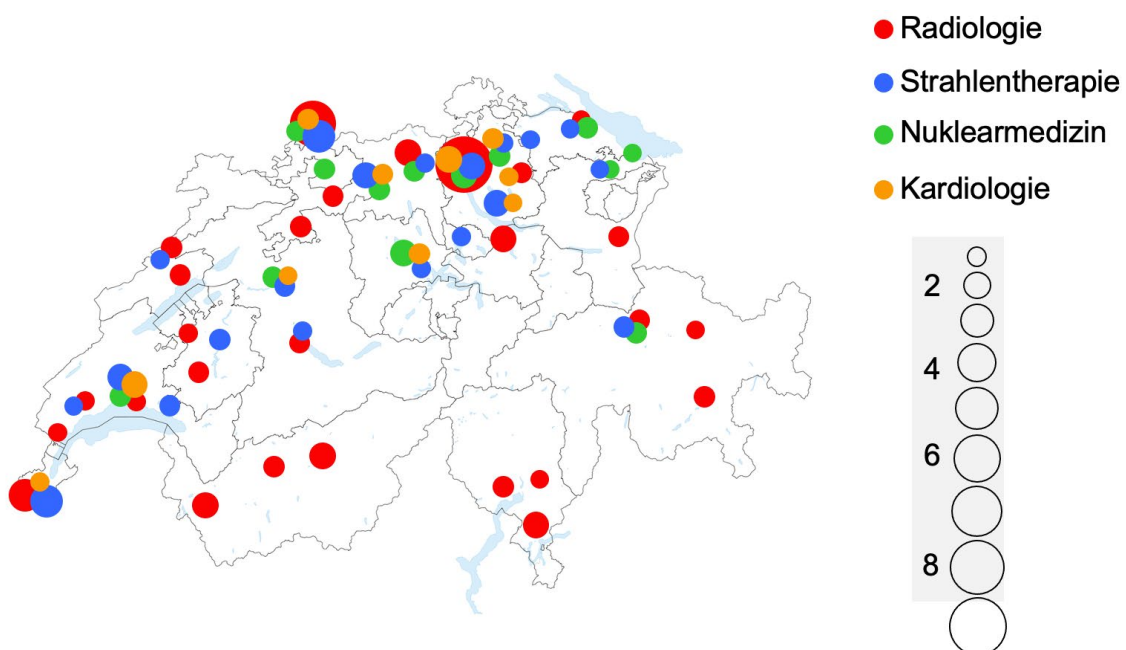 Radiologie
Strahlentherapie
Nuklearmedizin
Kardiologie
2
4
6
8